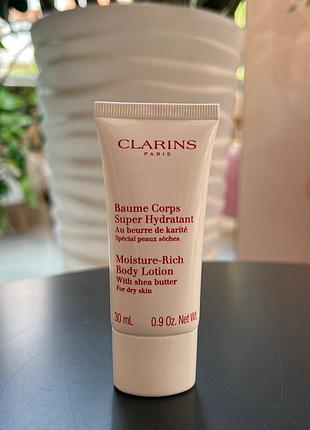 CLARINS
PARIS
Baume Corps
Super Hydratant
Au beurre de karité
Spécial peaux sèches
Moisture-Rich
Body Lotion
With shea butter
For dry skin
30 mL 0.9 Oz. Net Wt.